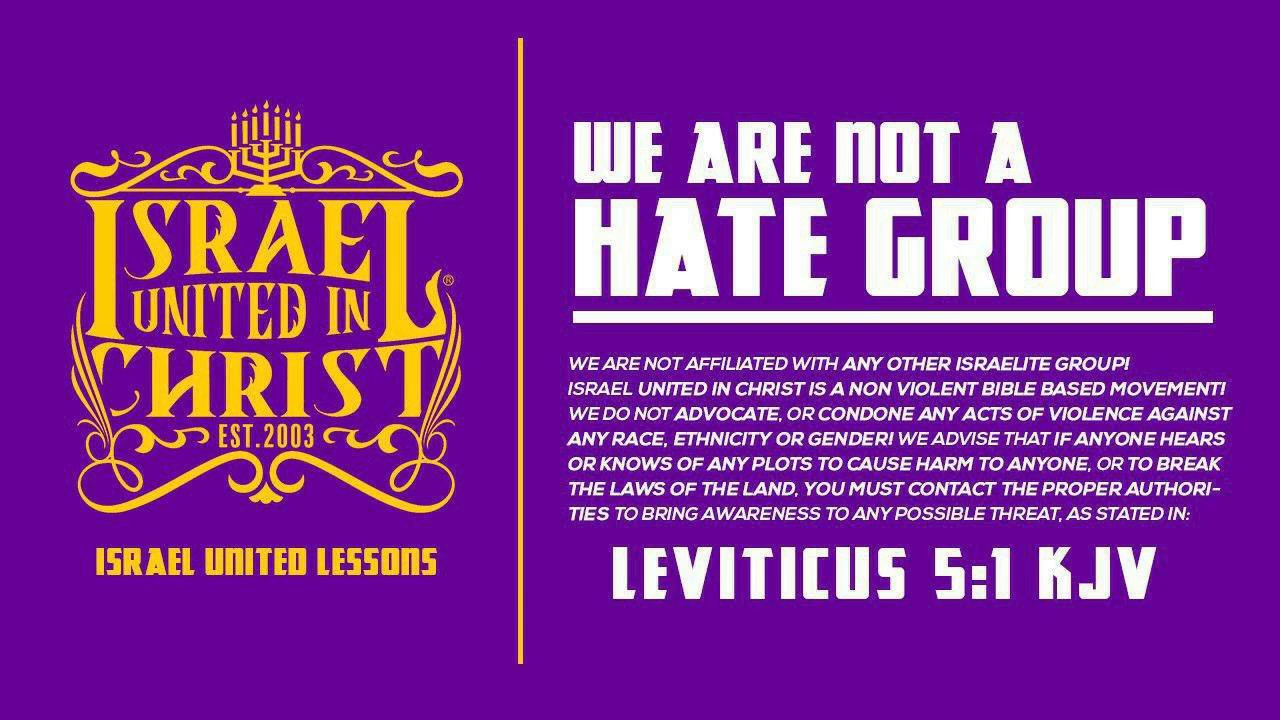 ISRAEL
UNITED IN
CHRIST
®
EST.2003
ISRAEL UNITED LESSONS
WE ARE NOT A
HATE GROUP
WE ARE NOT AFFILIATED WITH ANY OTHER ISRAELITE GROUP!
ISRAEL UNITED IN CHRIST IS A NON VIOLENT BIBLE BASED MOVEMENT!
WE DO NOT ADVOCATE, OR CONDONE ANY ACTS OF VIOLENCE AGAINST
ANY RACE, ETHNICITY OR GENDER! WE ADVISE THAT IF ANYONE HEARS
OR KNOWS OF ANY PLOTS TO CAUSE HARM TO ANYONE, OR TO BREAK
THE LAWS OF THE LAND, YOU MUST CONTACT THE PROPER AUTHORI-
TIES TO BRING AWARENESS TO ANY POSSIBLE THREAT, AS STATED IN:
LEVITICUS 5:1 KJV